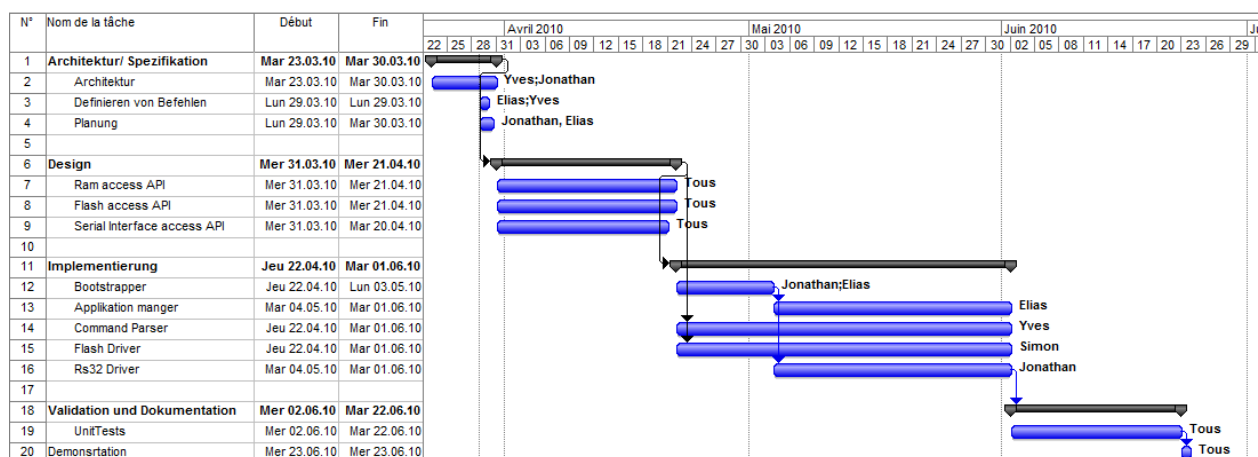 N° Nom de la tâche Début Fin Avril 2010 Mai 2010 Juin 2010 Ju
22 25 28 31 03 06 09 12 15 18 21 24 27 30 03 06 09 12 15 18 21 24 27 30 02 05 08 11 14 17 20 23 26 29
1 Architektur/ Spezifikation Mar 23.03.10 Mar 30.03.10
2 Architektur Mar 23.03.10 Mar 30.03.10 Yves;Jonathan
3 Definieren von Befehlen Lun 29.03.10 Lun 29.03.10 Elias;Yves
4 Planung Lun 29.03.10 Mar 30.03.10 Jonathan, Elias
5
6 Design Mer 31.03.10 Mer 21.04.10
7 Ram access API Mer 31.03.10 Mer 21.04.10 Tous
8 Flash access API Mer 31.03.10 Mer 21.04.10 Tous
9 Serial Interface access API Mer 31.03.10 Mar 20.04.10 Tous
10
11 Implementierung Jeu 22.04.10 Mar 01.06.10
12 Bootstrapper Jeu 22.04.10 Lun 03.05.10 Jonathan;Elias
13 Applikation manger Mar 04.05.10 Mar 01.06.10 Elias
14 Command Parser Jeu 22.04.10 Mar 01.06.10 Yves
15 Flash Driver Jeu 22.04.10 Mar 01.06.10 Simon
16 Rs32 Driver Mar 04.05.10 Mar 01.06.10 Jonathan
17
18 Validation und Dokumentation Mer 02.06.10 Mar 22.06.10
19 UnitTests Mer 02.06.10 Mar 22.06.10 Tous
20 Demonsrtation Mer 23.06.10 Mer 23.06.10 Tous